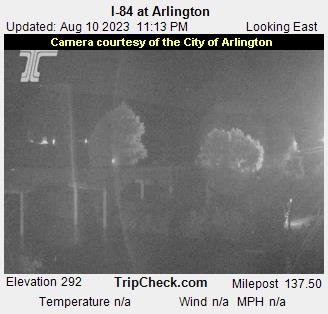 I-84 at Arlington
Updated: Aug 10 2023 11:13 PM Looking East
Camera courtesy of the City of Arlington
Elevation 292 TripCheck.com Milepost 137.50
Temperature n/a Wind n/a MPH n/a